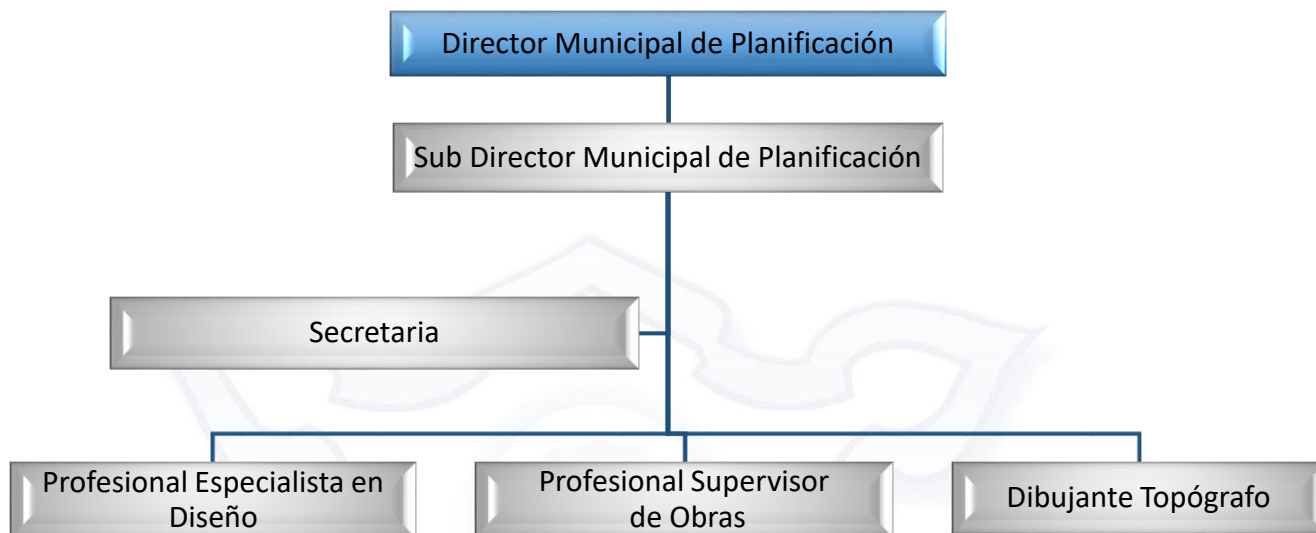 Director Municipal de Planificación
Sub Director Municipal de Planificación
Secretaria
Profesional Especialista en
Diseño
Profesional Supervisor
de Obras
Dibujante Topógrafo